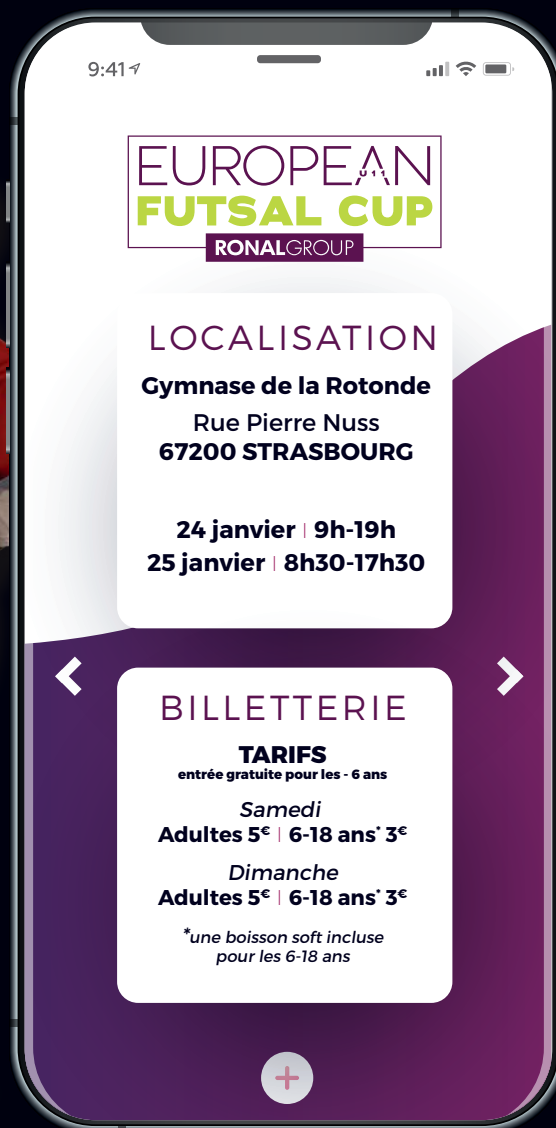 9:41
EUROPEAN
FUTSAL CUP
RONALGROUP
LOCALISATION
Gymnase de la Rotonde
Rue Pierre Nuss
67200 STRASBOURG
24 janvier | 9h-19h
25 janvier | 8h30-17h30
BILLETTERIE
TARIFS
entrée gratuite pour les - 6 ans
Samedi
Adultes 5€ | 6-18 ans* 3€
Dimanche
Adultes 5€ | 6-18 ans* 3€
*une boisson soft incluse
pour les 6-18 ans